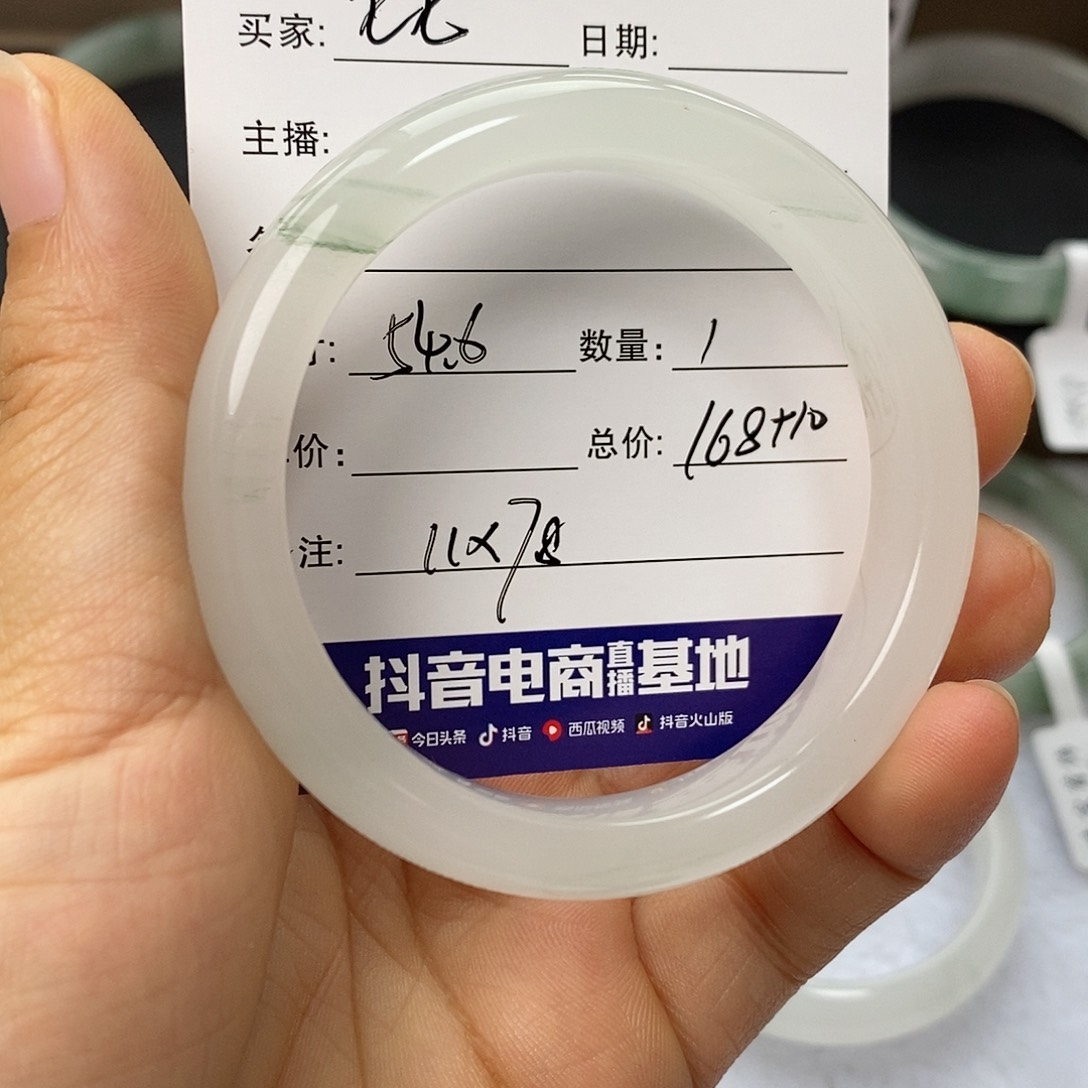 买家: 日期:
主播:
54.6 数量: 1
价: 总价: 168+10
注: 11x78
抖音电商直播基地
今日头条 抖音 西瓜视频 抖音火山版